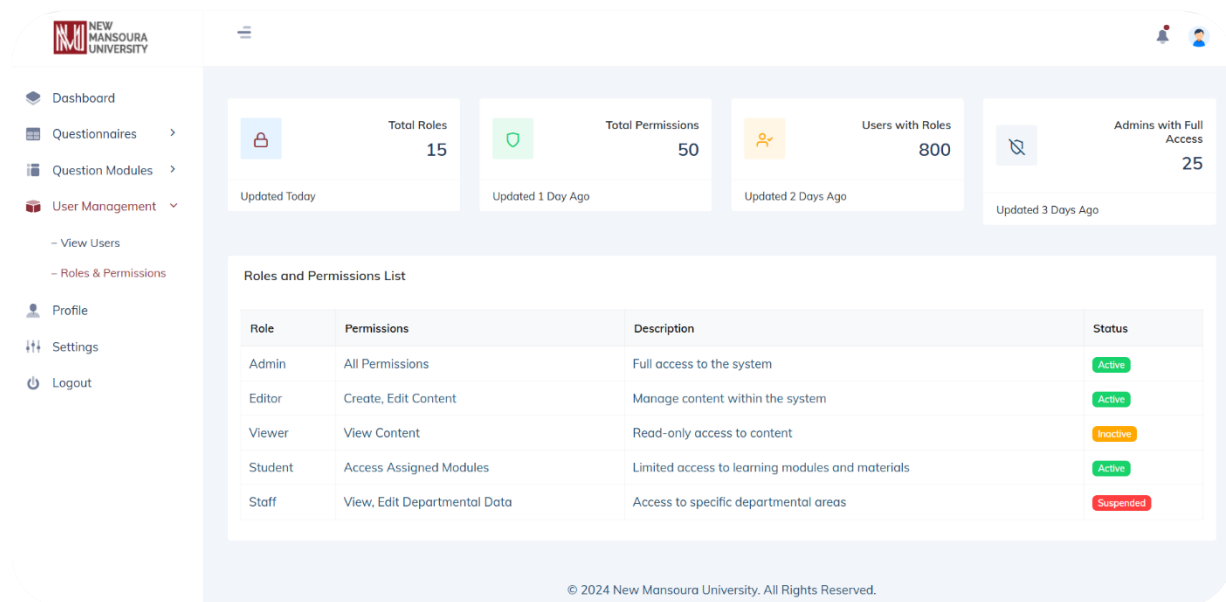 NEW
MANSOURA
UNIVERSITY
Dashboard
Questionnaires
Question Modules
User Management
– View Users
– Roles & Permissions
Profile
Settings
Logout
Total Roles
15
Updated Today
Total Permissions
50
Updated 1 Day Ago
Users with Roles
800
Updated 2 Days Ago
Admins with Full
Access
25
Updated 3 Days Ago
Roles and Permissions List
Role Permissions Description Status
Admin All Permissions Full access to the system Active
Editor Create, Edit Content Manage content within the system Active
Viewer View Content Read-only access to content Inactive
Student Access Assigned Modules Limited access to learning modules and materials Active
Staff View, Edit Departmental Data Access to specific departmental areas Suspended
© 2024 New Mansoura University. All Rights Reserved.